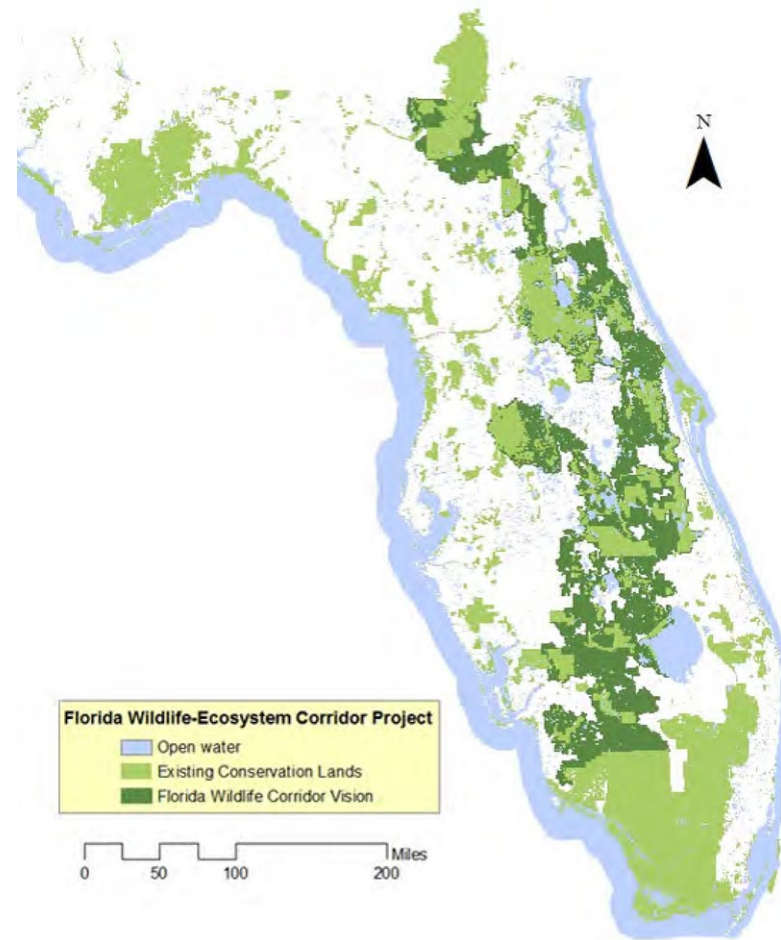 N
Florida Wildlife-Ecosystem Corridor Project
Open water
Existing Conservation Lands
Florida Wildlife Corridor Vision
Miles
0 50 100 200